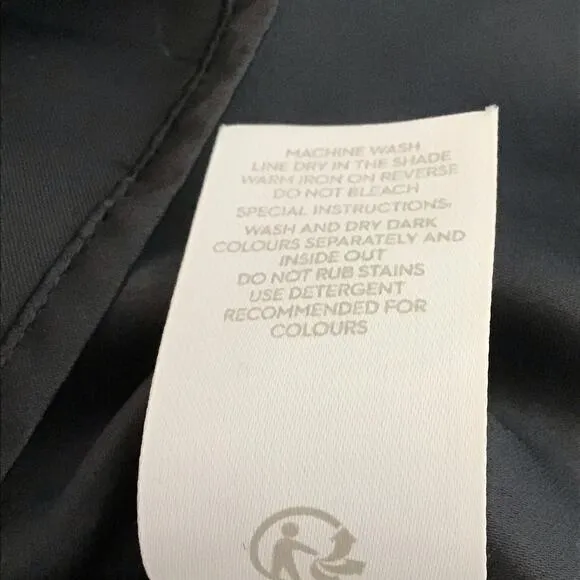 MACHINE WASH
LINE DRY IN THE SHADE
WARM IRON ON REVERSE
DO NOT BLEACH
SPECIAL INSTRUCTIONS:
WASH AND DRY DARK
COLOURS SEPARATELY AND
INSIDE OUT
DO NOT RUB STAINS
USE DETERGENT
RECOMMENDED FOR
COLOURS